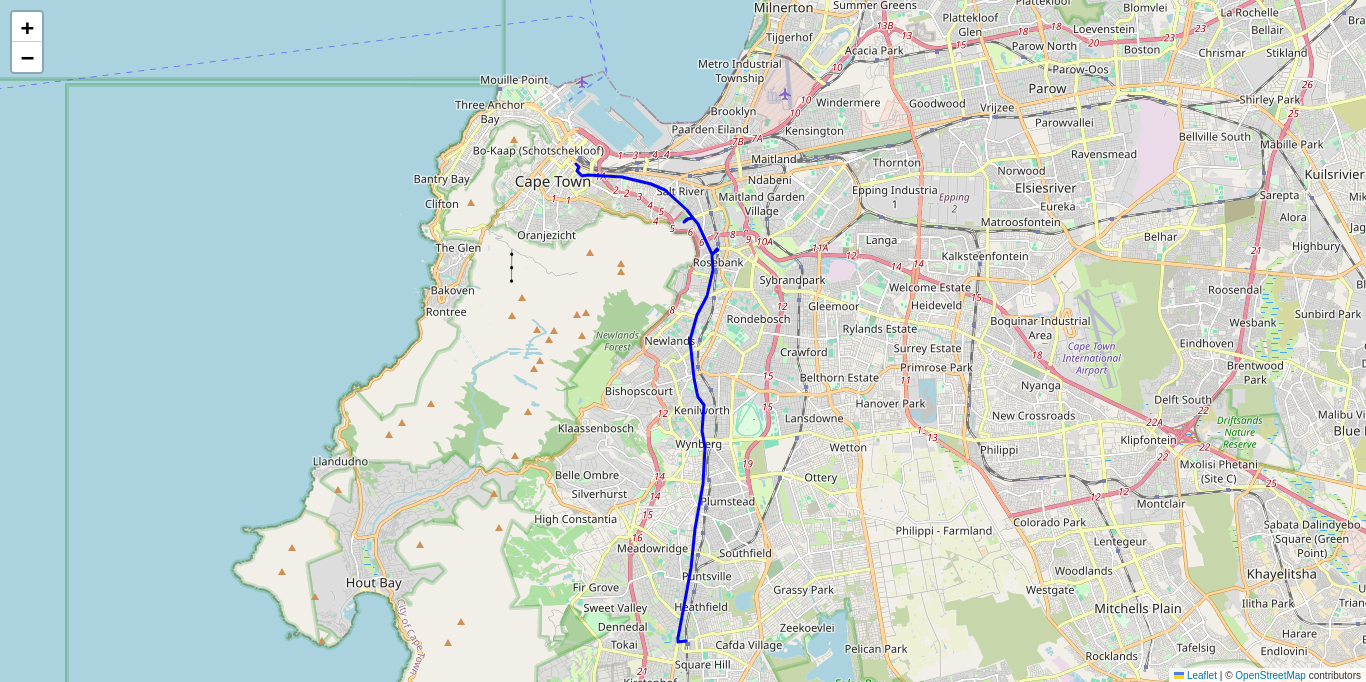 +
−
Milnerton
Summer Greens
Plattekloof
Blomvlei
La Rochelle
Plattekloof
Glen
Loevenstein
Bellair
Tijgerhof
13B
13
20
18
20
23
Acacia Park
15
Parow North
Boston
Chrismar
Stikland
Metro Industrial
Township
10
Parow-Oos
26
Mouille Point
Parow
Windermere
Goodwood
Vrijzee
Shirley Park
Three Anchor
Bay
Brooklyn
10
Parowvallei
Paarden Eiland
Kensington
7B
7A
Bellville South
Mabille Park
Bo-Kaap (Schotschekloof)
1
3
4
4
Maitland
Thornton
Ravensmead
Norwood
Kuilsrivier
Bantry Bay
Cape Town
Ndabeni
Elsiesriver
Salt River
2
2
3
4
5
Maitland Garden
Village
Epping Industria
1
Epping
2
Sarepta
Clifton
1
1
Eureka
Matroosfontein
Alora
4
5
6
6
7
8
9
10A
Oranjezicht
Langa
Belhar
Highbury
The Glen
11A
12
Kalksteenfontein
21
Rosebank
14
14
Sybrandpark
Bakoven
Welcome Estate
15
Roosendal
Rontree
8
12
Gleemoor
Heideveld
Rondebosch
Boquinar Industrial
Area
Wesbank
Sunbird Park
Newlands
Forest
Newlands
Rylands Estate
18
Cape Town
International
Airport
Eindhoven
Crawford
Surrey Estate
Primrose Park
Brentwood
Park
15
Belthorn Estate
11
Nyanga
Bishopscourt
Delft South
12
Kenilworth
15
Hanover Park
22
Lansdowne
New Crossroads
22A
Driftsands
Nature
Reserve
Klaassenbosch
Klipfontein
22
Wynberg
Wetton
13
Philippi
22
Llandudno
19
Mxolisi Phetani
(Site C)
Belle Ombre
14
Ottery
25
Silverhurst
14
12
12
Plumstead
Montclair
High Constantia
15
Colorado Park
Philippi - Farmland
16
Lentegeur
Meadowridge
Southfield
Woodlands
Khayelitsha
Hout Bay
Fir Grove
Grassy Park
Westgate
Ilitha Park
Sweet Valley
Heathfield
Mitchells Plain
Dennedal
Zeekoevlei
Harare
City of Cape Town
Tokai
Cafda Village
Pelican Park
Tafelsig
Endlovini
Square Hill
Rocklands
21
Leaflet | © OpenStreetMap contributors